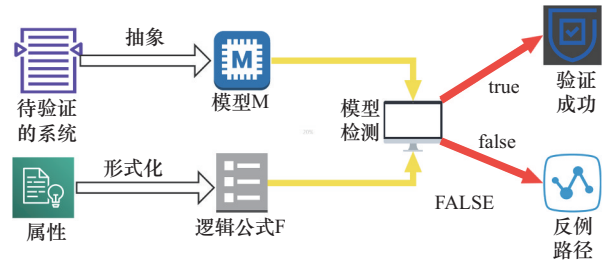 抽象
待验证
的系统
M
模型M
模型
检测
true
验证
成功
形式化
属性
逻辑公式F
false
FALSE
反例
路径